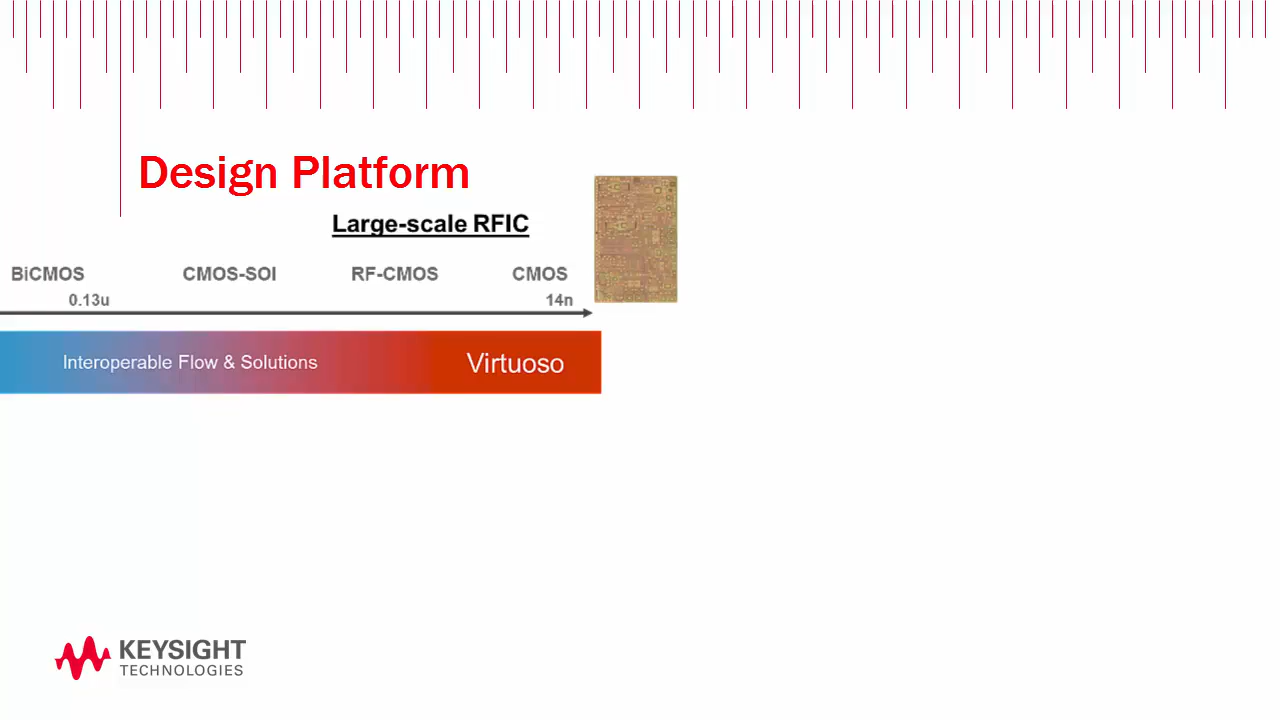 Design Platform
Large-scale RFIC
BiCMOS CMOS-SOI RF-CMOS CMOS
0.13u 14n
Interoperable Flow & Solutions Virtuoso
KEYSIGHT
TECHNOLOGIES